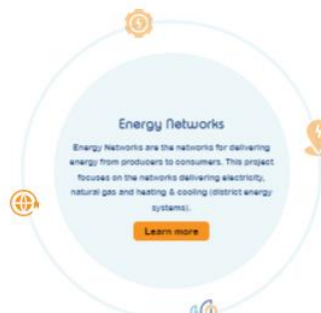 Energy Networks
Energy Networks are the networks for delivering
energy from producers to consumers. This project
focuses on the networks delivering electricity,
natural gas and heating & cooling (district energy
systems).
Learn more